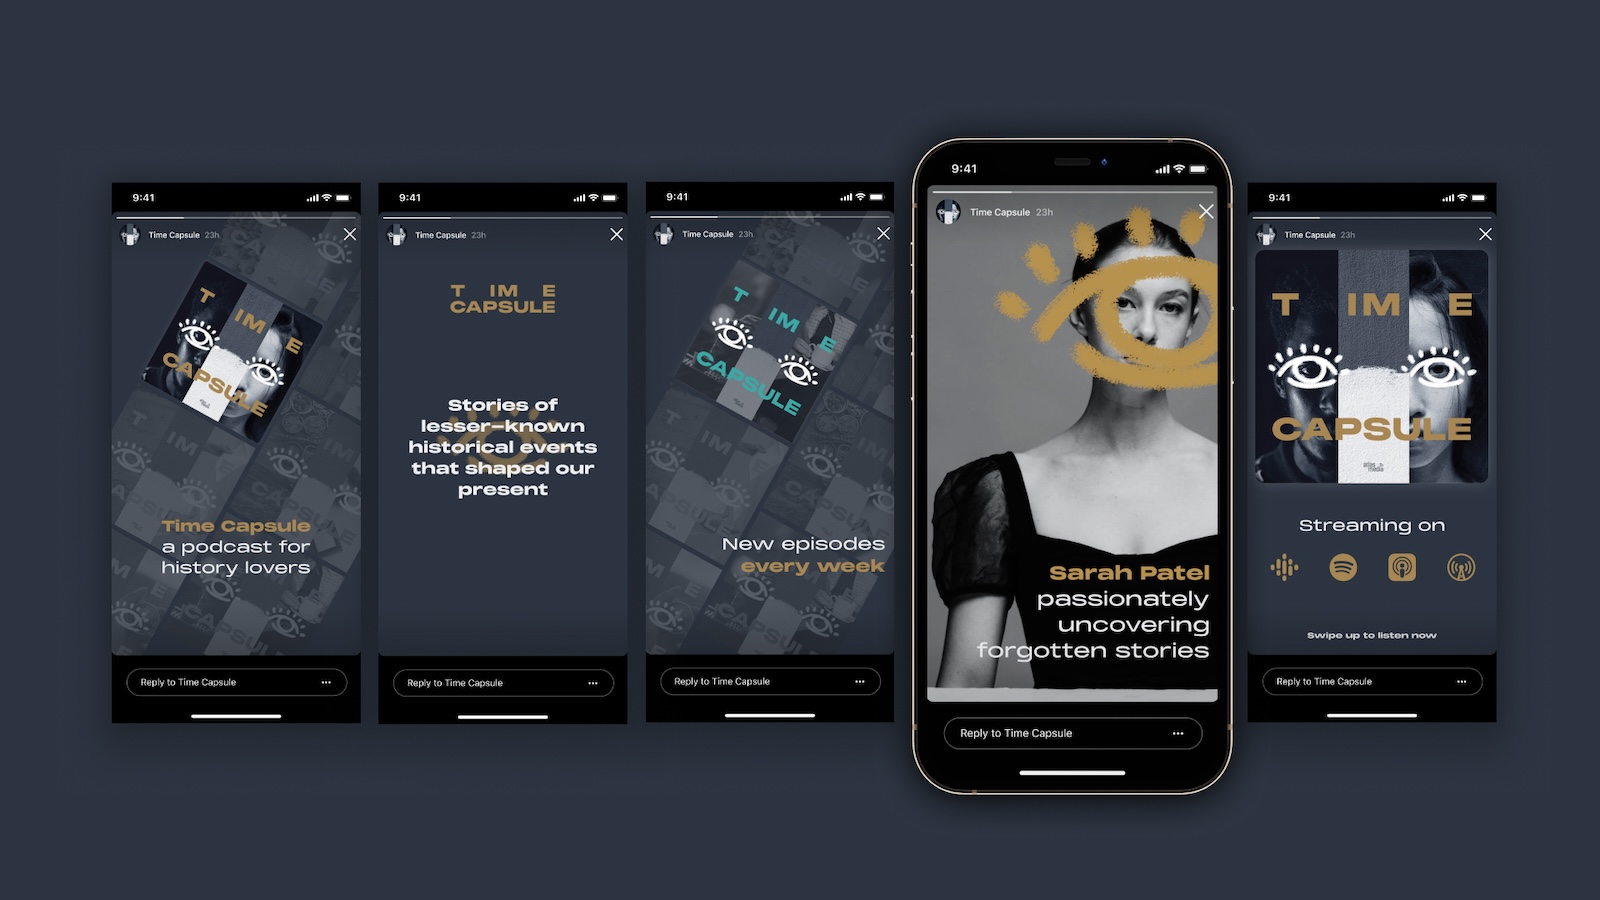 9:41
Time Capsule 23h
T IM E
CAPSULE
Time Capsule
a podcast for
history lovers
Reply to Time Capsule
9:41
Time Capsule 23h
T IM E
CAPSULE
Stories of
lesser-known
historical events
that shaped our
present
Reply to Time Capsule
9:41
Time Capsule 23h
T IM E
CAPSULE
New episodes
every week
Reply to Time Capsule
9:41
Time Capsule 23h
Sarah Patel
passionately
uncovering
forgotten stories
Reply to Time Capsule
9:41
Time Capsule 23h
T IM E
CAPSULE
atlas
media
Streaming on
Swipe up to listen now
Reply to Time Capsule